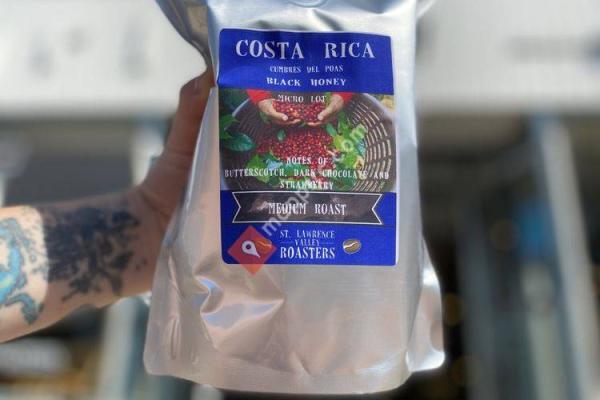 COSTA RICA
CUMBRES DEL POAS
BLACK HONEY
MICRO LOT
NOTES OF
BUTTERSCOTCH, DARK CHOCOLATE AND
STRAWBERRY
MEDIUM ROAST
ST. LAWRENCE
VALLEY
ROASTERS